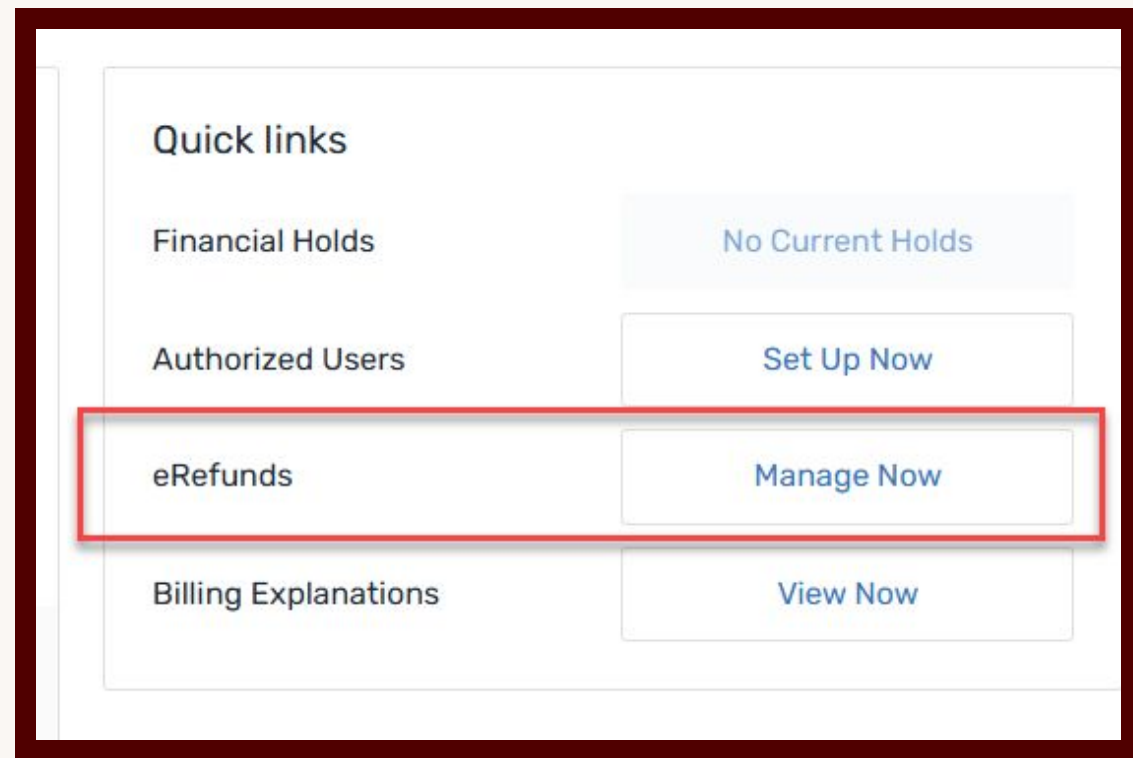 Quick links
Financial Holds No Current Holds
Authorized Users Set Up Now
eRefunds Manage Now
Billing Explanations View Now